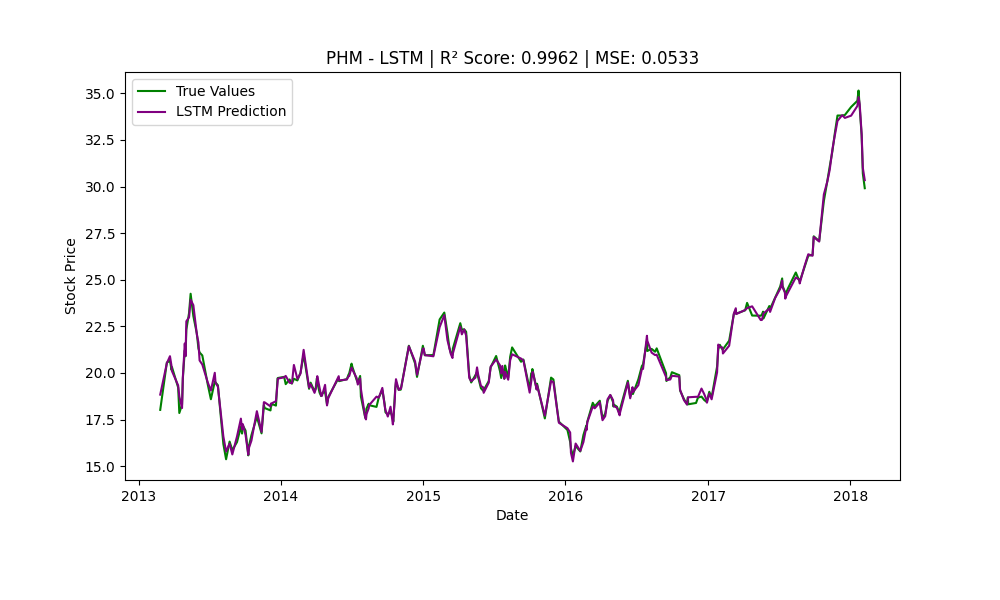 PHM - LSTM | R² Score: 0.9962 | MSE: 0.0533
True Values
LSTM Prediction
35.0
32.5
30.0
27.5
25.0
22.5
20.0
17.5
15.0
Stock Price
2013 2014 2015 2016 2017 2018
Date